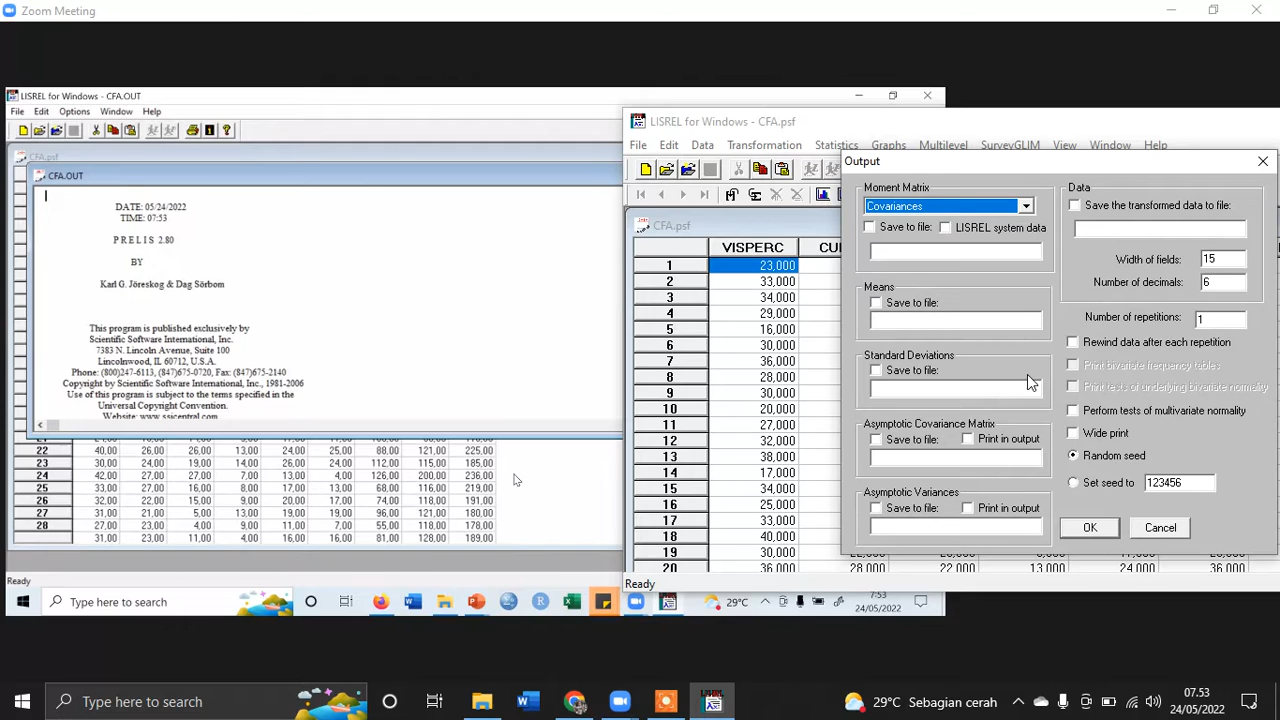 Zoom Meeting
LISREL for Windows - CFA.OUT
File Edit Options Window Help
CFA.psf
CFA.OUT
DATE: 05/24/2022
TIME: 07:53
P R E L I S 2.80
BY
Karl G. Jöreskog & Dag Sörbom
This program is published exclusively by
Scientific Software International, Inc.
7383 N. Lincoln Avenue, Suite 100
Lincolnwood, IL 60712, U.S.A.
Phone: (800)247-6113, (847)675-0720, Fax: (847)675-2140
Copyright by Scientific Software International, Inc., 1981-2006
Use of this program is subject to the terms specified in the
Universal Copyright Convention.
Website: www.ssicentral.com
22 40,00 26,00 26,00 13,00 24,00 25,00 88,00 121,00 225,00
23 30,00 24,00 19,00 14,00 26,00 24,00 112,00 115,00 185,00
24 42,00 27,00 16,00 7,00 13,00 4,00 126,00 200,00 236,00
25 33,00 27,00 16,00 8,00 17,00 13,00 68,00 116,00 219,00
26 32,00 22,00 15,00 9,00 20,00 17,00 74,00 118,00 191,00
27 31,00 21,00 5,00 13,00 19,00 19,00 96,00 121,00 180,00
28 27,00 23,00 4,00 9,00 11,00 7,00 55,00 118,00 178,00
31,00 23,00 11,00 4,00 16,00 16,00 81,00 128,00 189,00
Ready
Type here to search
29°C
7:53
24/05/2022
LISREL for Windows - CFA.psf
File Edit Data Transformation Statistics Graphs Multilevel SurveyGLIM View Window Help
CFA.psf
VISPERC CU
1 23,000
2 33,000
3 34,000
4 29,000
5 16,000
6 30,000
7 36,000
8 28,000
9 30,000
10 20,000
11 27,000
12 32,000
13 38,000
14 17,000
15 34,000
16 25,000
17 33,000
18 40,000
19 30,000
20 36,000 28,000 22,000 13,000 24,000 36,000
Ready
Output
Moment Matrix
Covariances
Save to file: LISREL system data
Means
Save to file:
Standard Deviations
Save to file:
Asymptotic Covariance Matrix
Save to file: Print in output
Asymptotic Variances
Save to file: Print in output
Data
Save the transformed data to file:
Width of fields: 15
Number of decimals: 6
Number of repetitions: 1
Rewind data after each repetition
Print bivariate frequency tables
Print tests of underlying bivariate normality
Perform tests of multivariate normality
Wide print
Random seed
Set seed to 123456
OK Cancel
Type here to search
29°C Sebagian cerah
07.53
24/05/2022